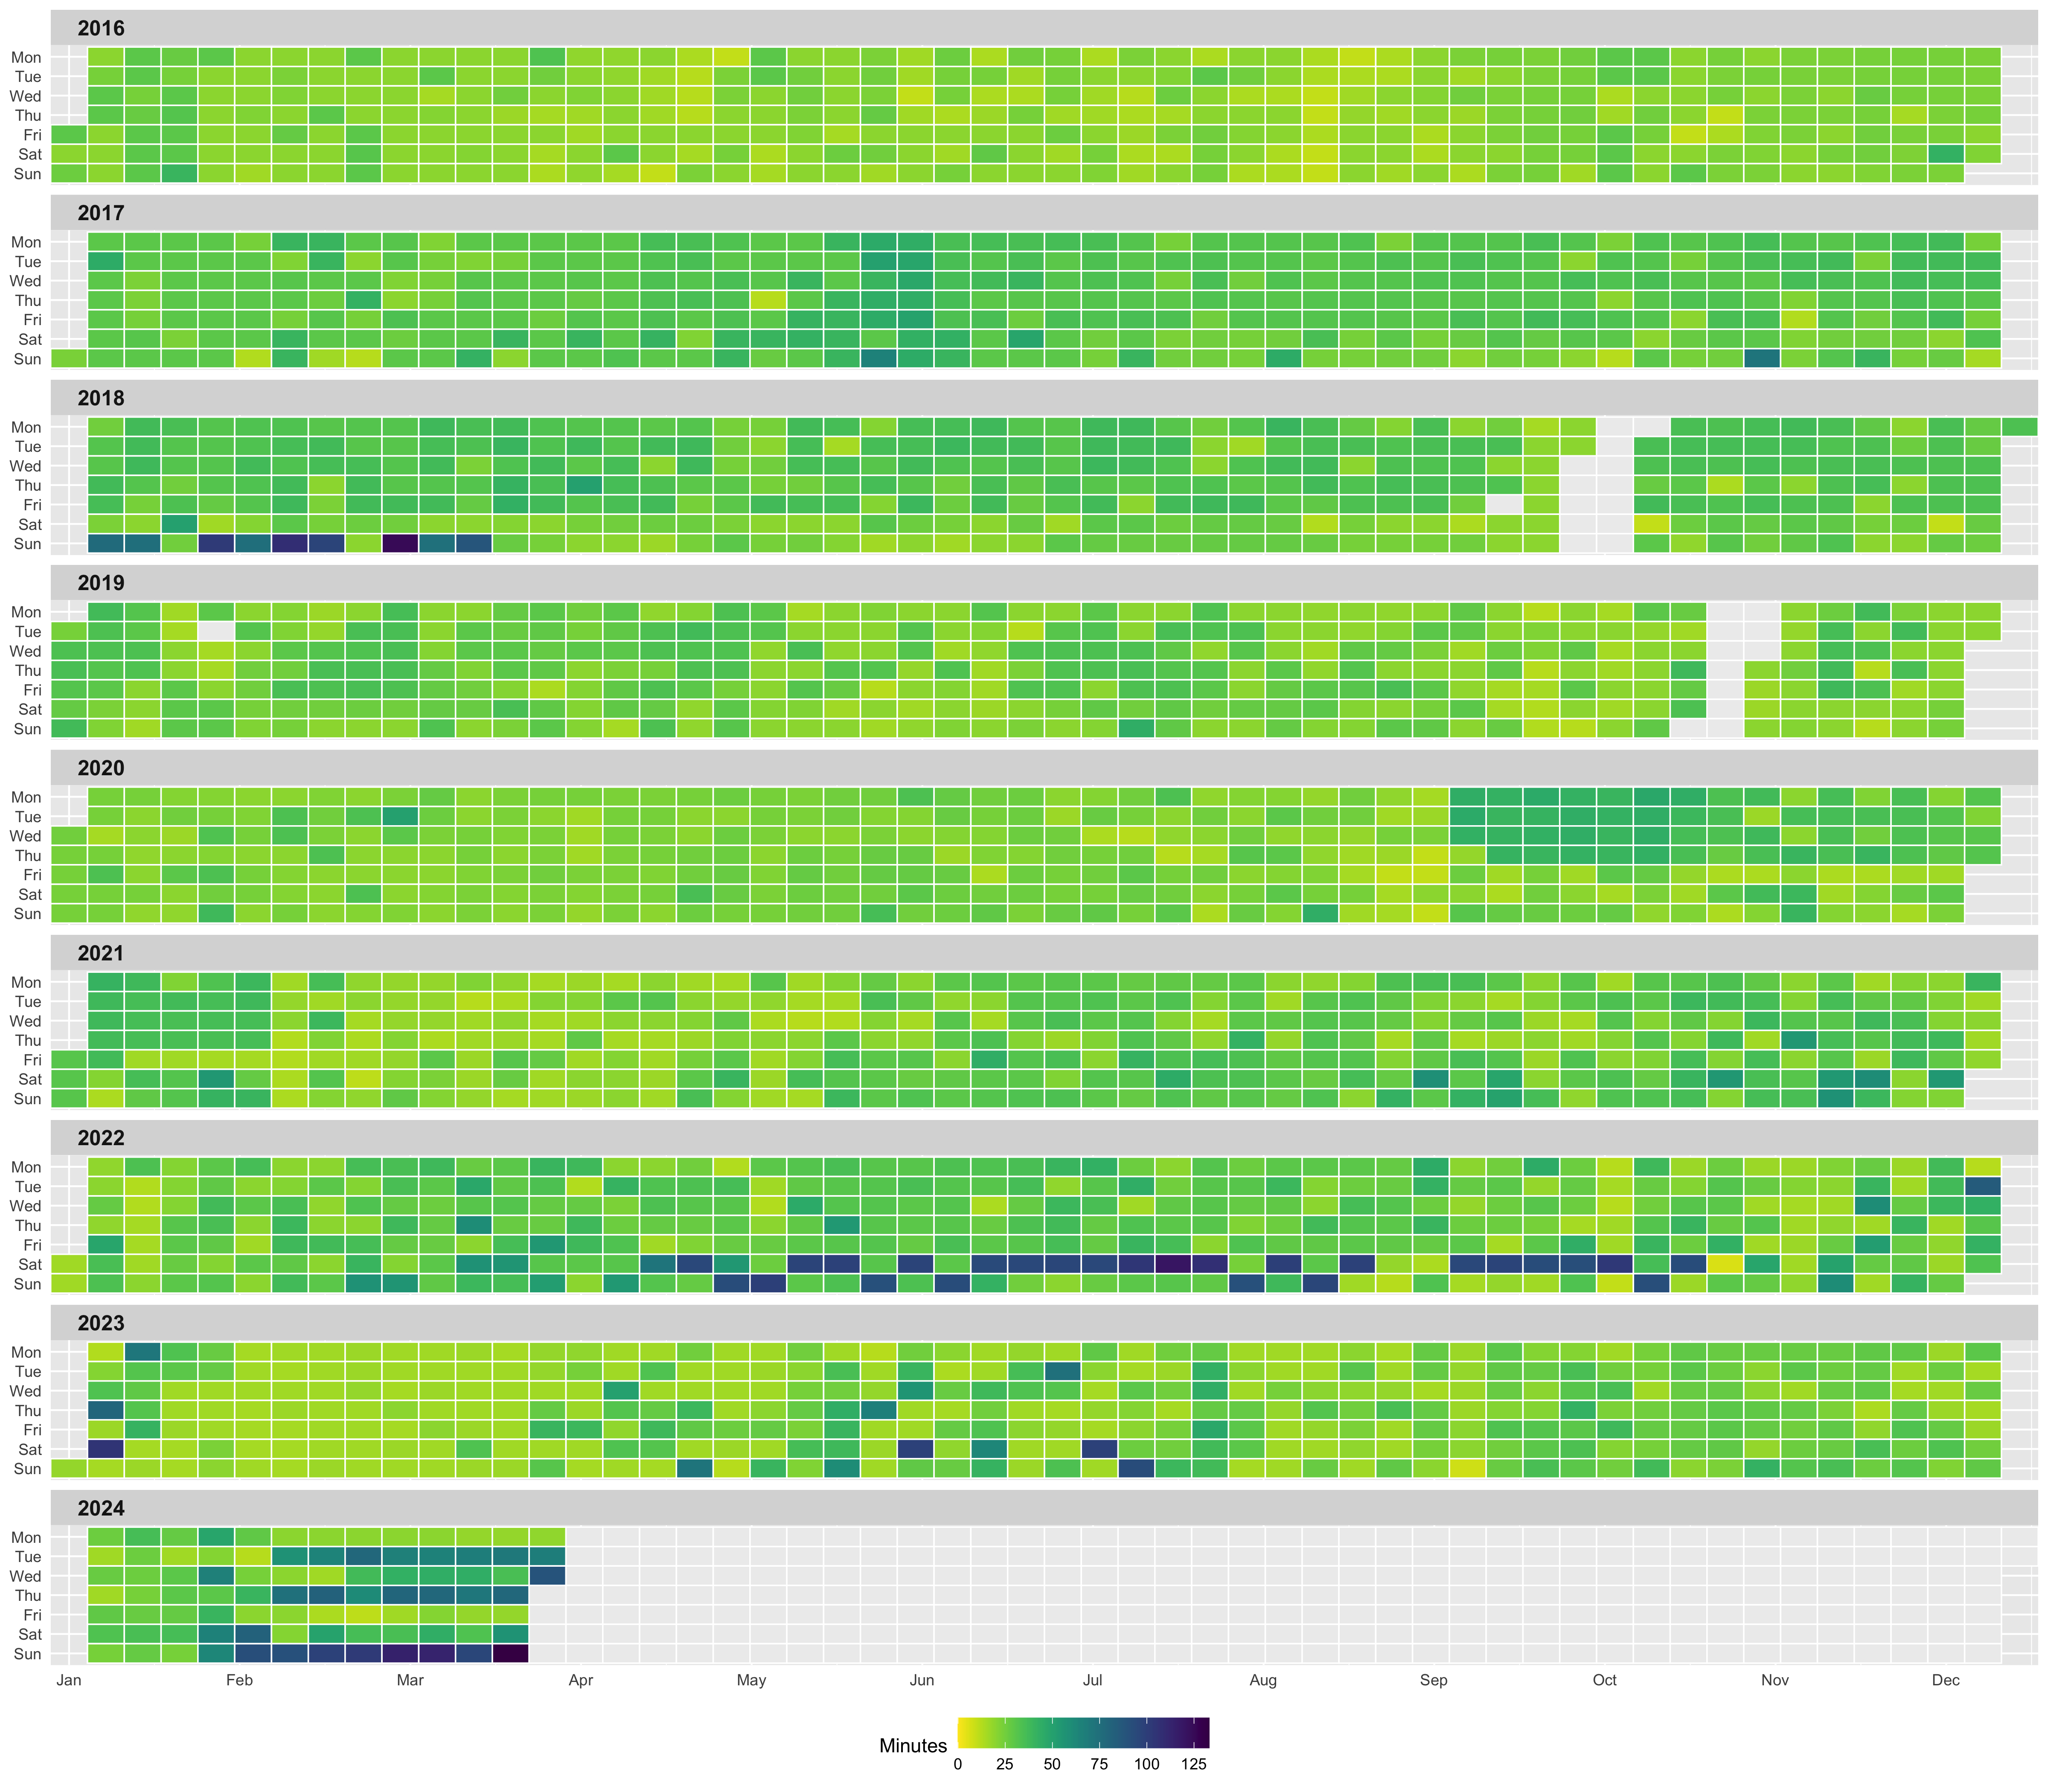 2016
Mon
Tue
Wed
Thu
Fri
Sat
Sun
2017
Mon
Tue
Wed
Thu
Fri
Sat
Sun
2018
Mon
Tue
Wed
Thu
Fri
Sat
Sun
2019
Mon
Tue
Wed
Thu
Fri
Sat
Sun
2020
Mon
Tue
Wed
Thu
Fri
Sat
Sun
2021
Mon
Tue
Wed
Thu
Fri
Sat
Sun
2022
Mon
Tue
Wed
Thu
Fri
Sat
Sun
2023
Mon
Tue
Wed
Thu
Fri
Sat
Sun
2024
Mon
Tue
Wed
Thu
Fri
Sat
Sun
Jan Feb Mar Apr May Jun Jul Aug Sep Oct Nov Dec
Minutes
0 25 50 75 100 125